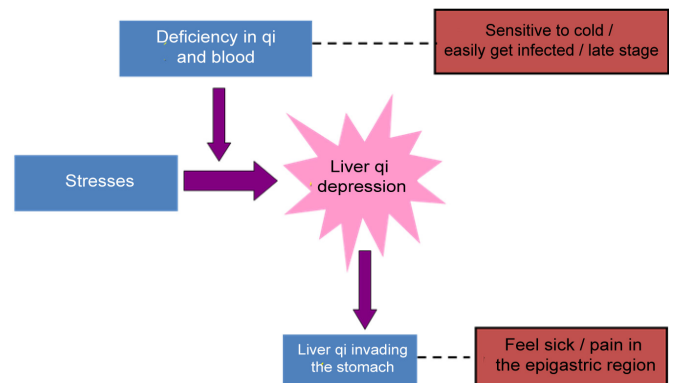 Deficiency in qi
and blood
Sensitive to cold /
easily get infected / late stage
Stresses
Liver qi
depression
Liver qi invading
the stomach
Feel sick / pain in
the epigastric region